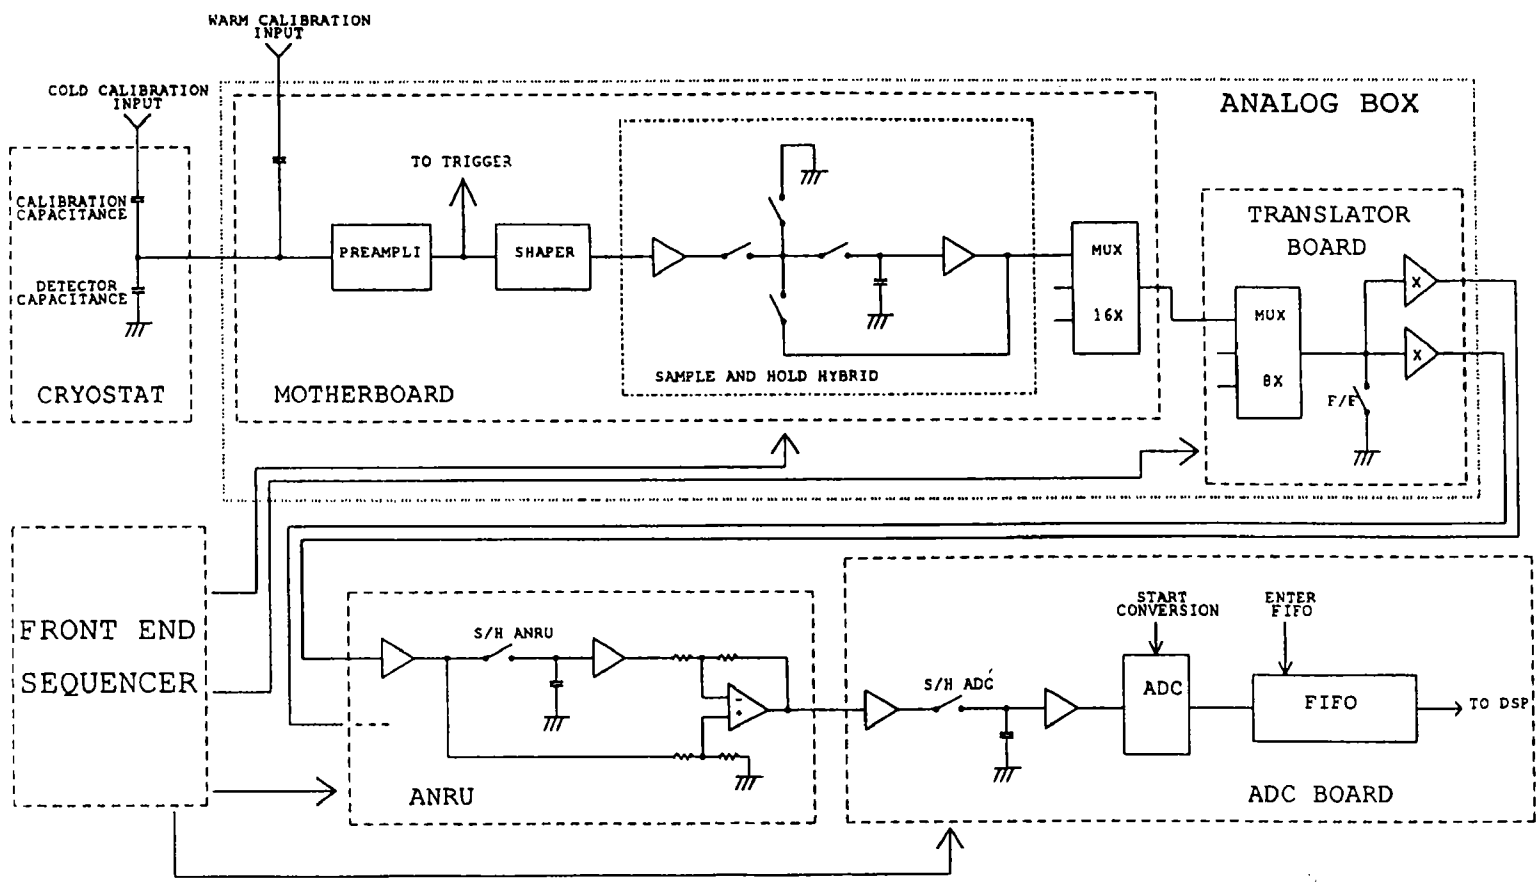 WARM CALIBRATION
INPUT
COLD CALIBRATION
INPUT
ANALOG BOX
TO TRIGGER
CALIBRATION
CAPACITANCE
TRANSLATOR
BOARD
PREAMPLI
SHAPER
MUX
16X
DETECTOR
CAPACITANCE
X
X
MUX
8X
F/E
SAMPLE AND HOLD HYBRID
CRYOSTAT
MOTHERBOARD
FRONT END
SEQUENCER
S/H ANRU
-
+
ANRU
START
CONVERSION
ENTER
FIFO
S/H ADC
ADC
FIFO
TO DSP
ADC BOARD